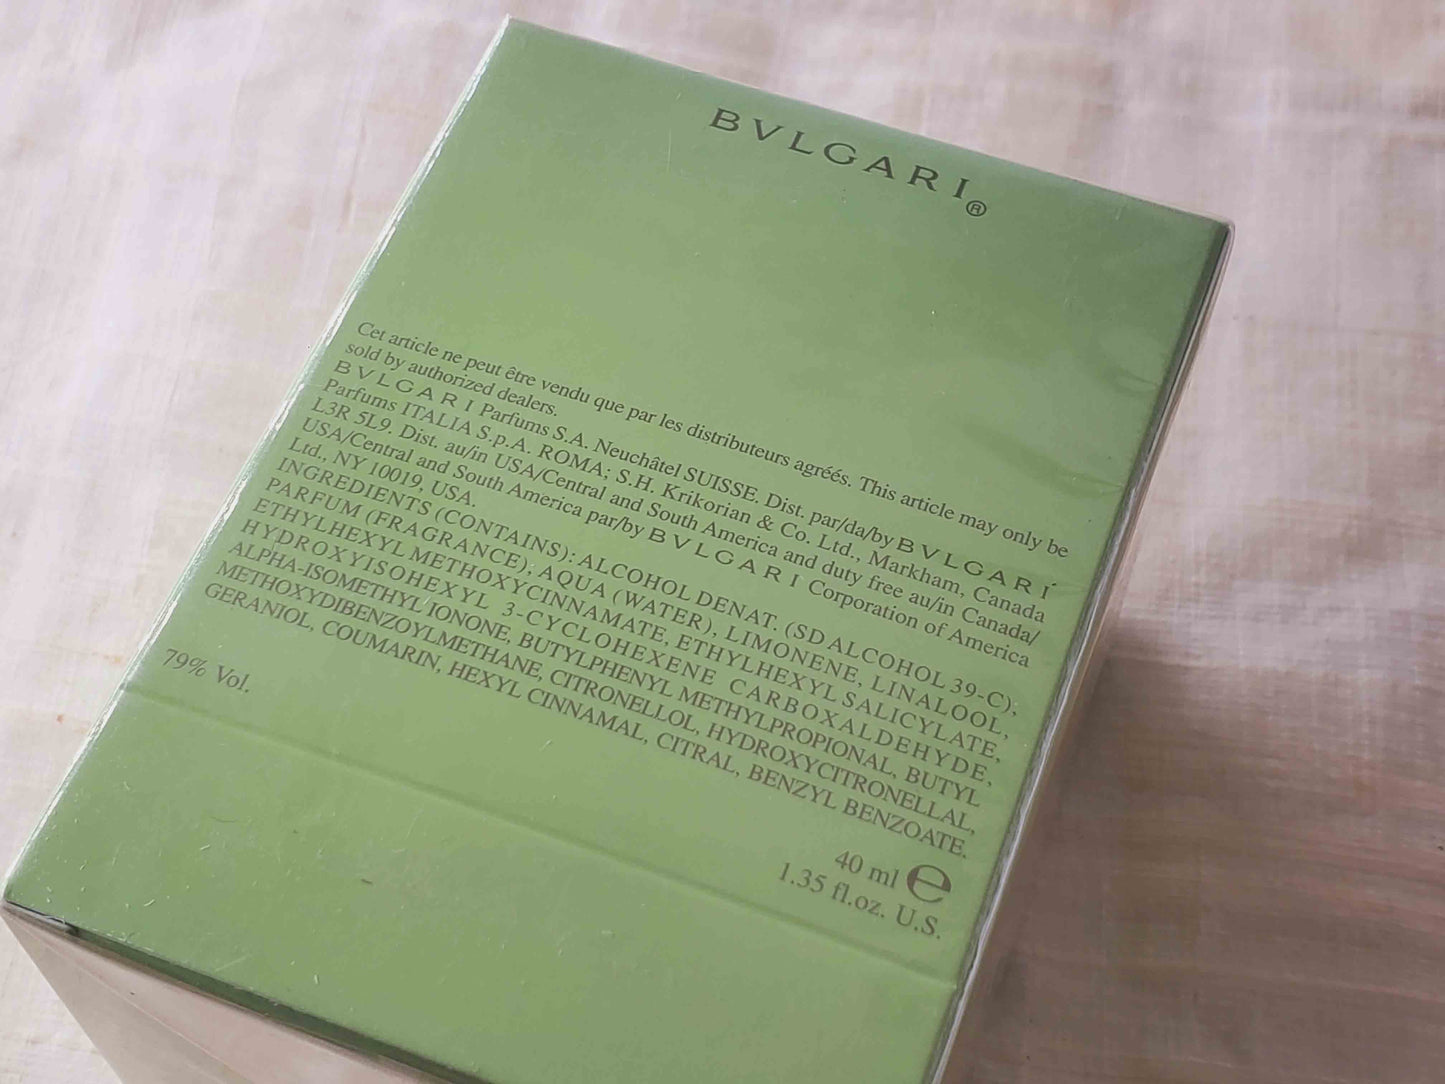 BVLGARI®
Cet article ne peut être vendu que par les distributeurs agréés. This article may only be
sold by authorized dealers.
BVLGARI Parfums S.A. Neuchâtel SUISSE. Dist. par/da/by BVLGARI
Parfums ITALIA S.p.A. ROMA; S.H. Krikorian & Co. Ltd., Markham, Canada
L3R 5L9. Dist. au/in USA/Central and South America and duty free au/in Canada/
USA/Central and South America par/by BVLGARI Corporation of America
Ltd., NY 10019, USA.
INGREDIENTS (CONTAINS): ALCOHOL DENAT. (SD ALCOHOL 39-C);
PARFUM (FRAGRANCE); AQUA (WATER), LIMONENE, LINALOOL,
ETHYLHEXYL METHOXYCINNAMATE, ETHYLHEXYL SALICYLATE,
HYDROXYISOHEXYL 3-CYCLOHEXENE CARBOXALDEHYDE,
ALPHA-ISOMETHYL IONONE, BUTYLPHENYL METHYLPROPIONAL, BUTYL
METHOXYDIBENZOYLMETHANE, CITRONELLOL, HYDROXYCITRONELLAL,
GERANIOL, COUMARIN, HEXYL CINNAMAL, CITRAL, BENZYL BENZOATE.
79% Vol.
40 ml ℮
1.35 fl.oz. U.S.